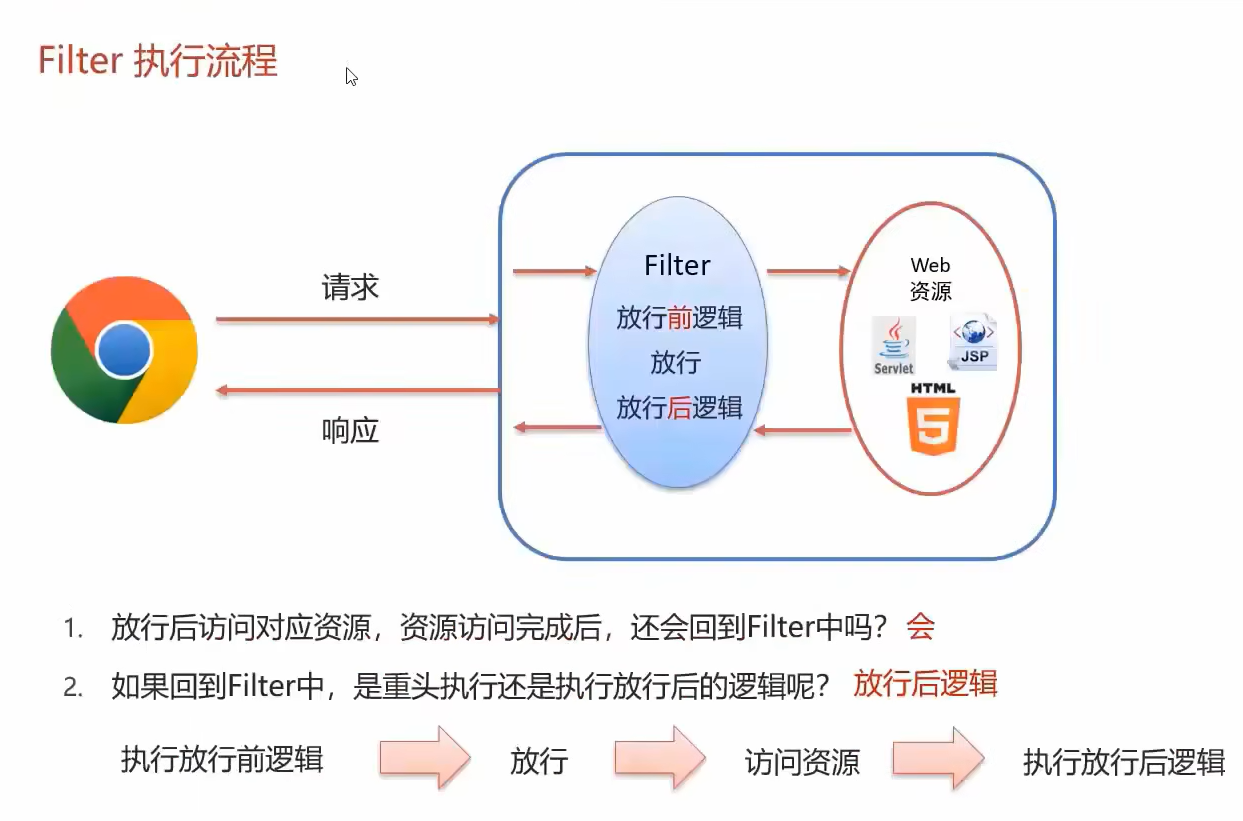 Filter 执行流程
请求
响应
Filter
放行前逻辑
放行
放行后逻辑
Web
资源
Servlet
JSP
HTML
5
1. 放行后访问对应资源，资源访问完成后，还会回到Filter中吗？ 会
2. 如果回到Filter中，是重头执行还是执行放行后的逻辑呢？ 放行后逻辑
执行放行前逻辑 放行 访问资源 执行放行后逻辑